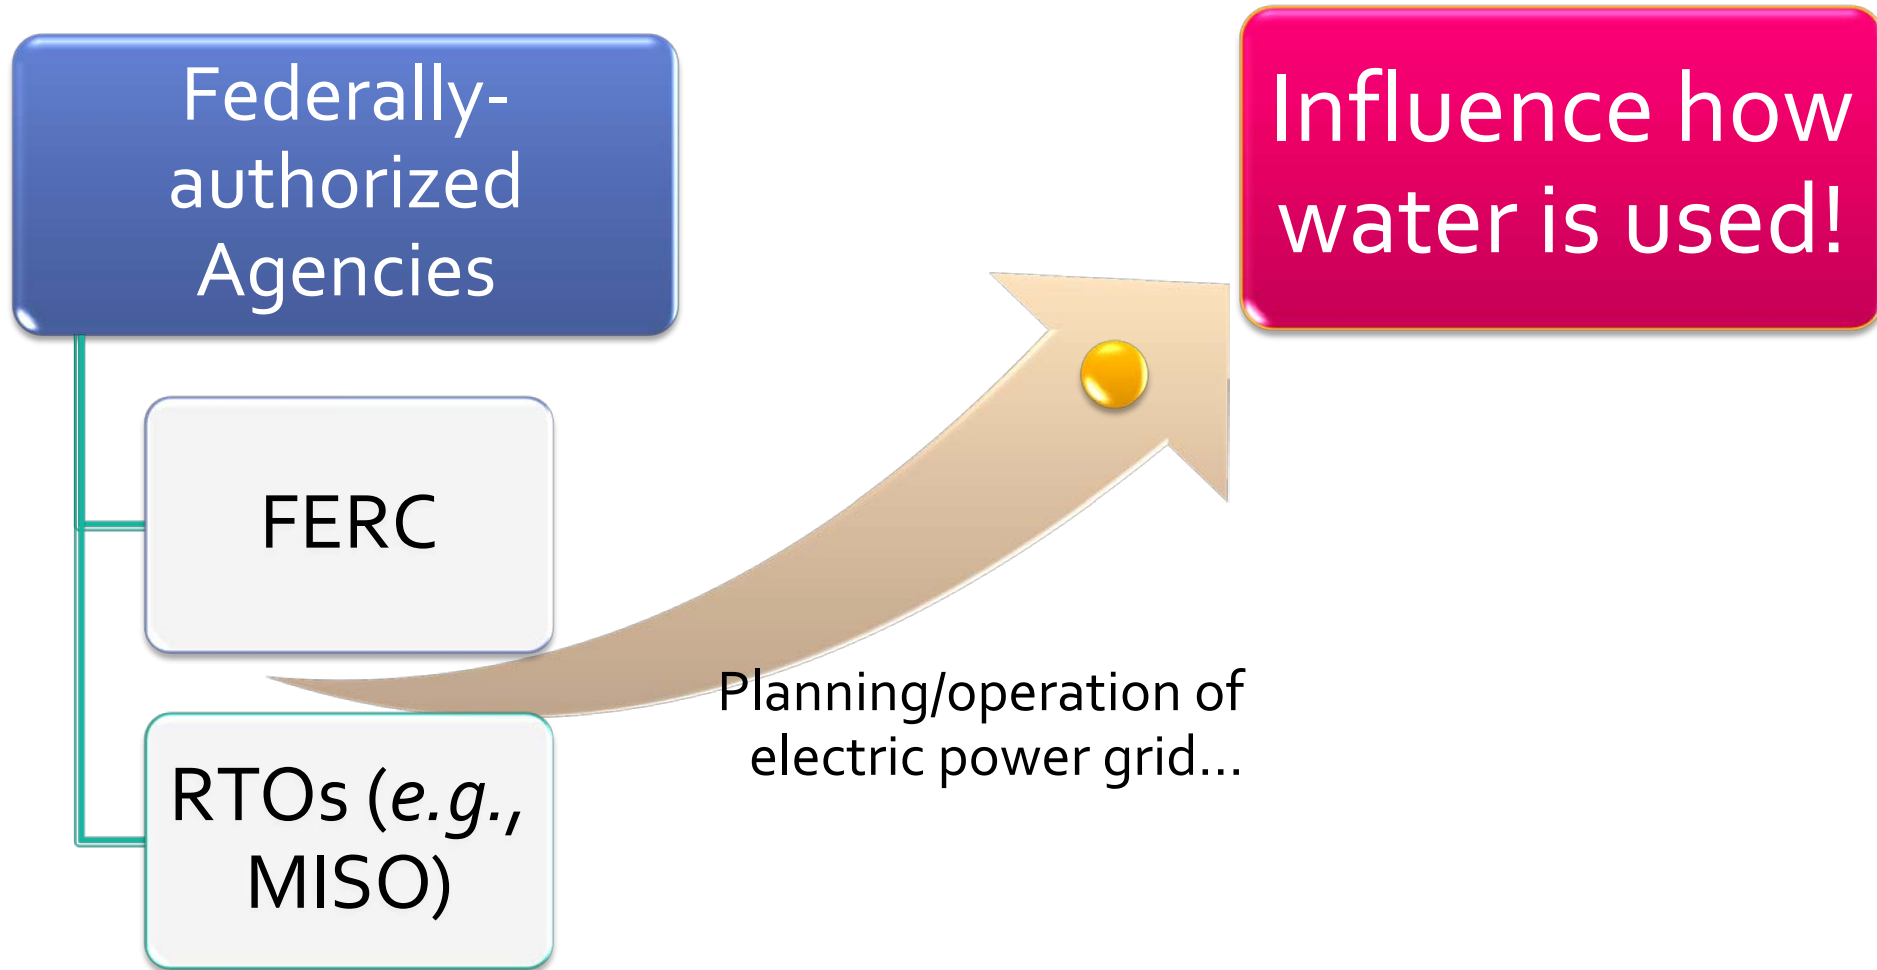 Federally-
authorized
Agencies
FERC
RTOs (e.g.,
MISO)
Planning/operation of
electric power grid...
Influence how
water is used!